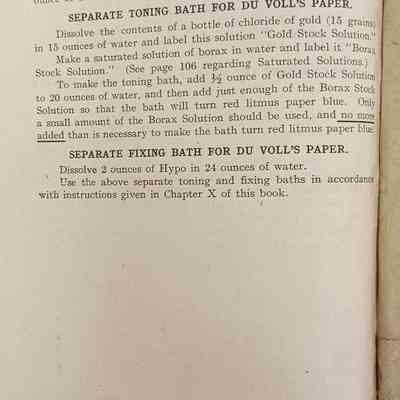 SEPARATE TONING BATH FOR DU VOLL'S PAPER.
Dissolve the contents of a bottle of chloride of gold (15 grains)
in 15 ounces of water and label this solution "Gold Stock Solution."
Make a saturated solution of borax in water and label it "Borax
Stock Solution." (See page 106 regarding Saturated Solutions.)
To make the toning bath, add ½ ounce of Gold Stock Solution
to 20 ounces of water, and then add just enough of the Borax Stock
Solution so that the bath will turn red litmus paper blue. Only
a small amount of the Borax Solution should be used, and no more
added than is necessary to make the bath turn red litmus paper blue.
SEPARATE FIXING BATH FOR DU VOLL'S PAPER.
Dissolve 2 ounces of Hypo in 24 ounces of water.
Use the above separate toning and fixing baths in accordance
with instructions given in Chapter X of this book.